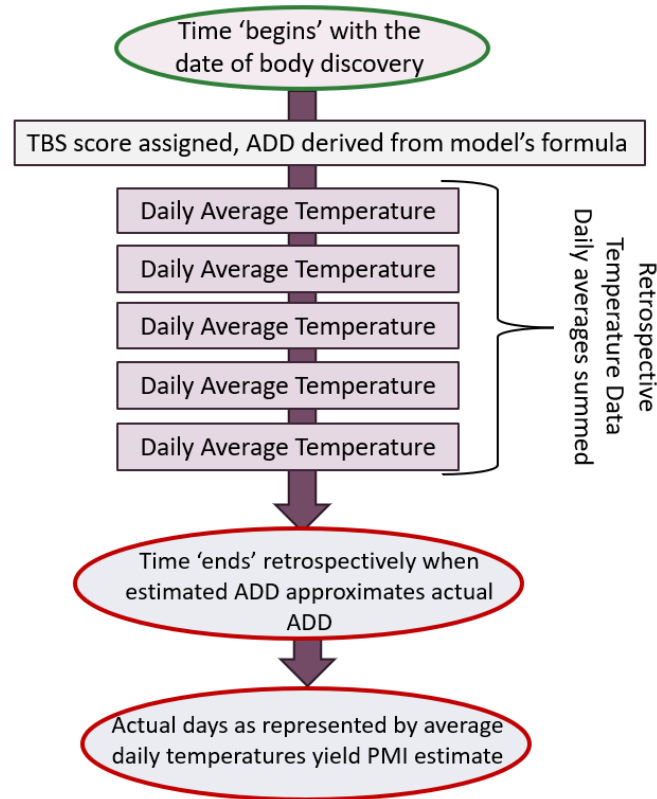 Time ‘begins’ with the
date of body discovery
TBS score assigned, ADD derived from model’s formula
Daily Average Temperature
Daily Average Temperature
Daily Average Temperature
Daily Average Temperature
Daily Average Temperature
Retrospective
Temperature Data
Daily averages summed
Time ‘ends’ retrospectively when
estimated ADD approximates actual
ADD
Actual days as represented by average
daily temperatures yield PMI estimate